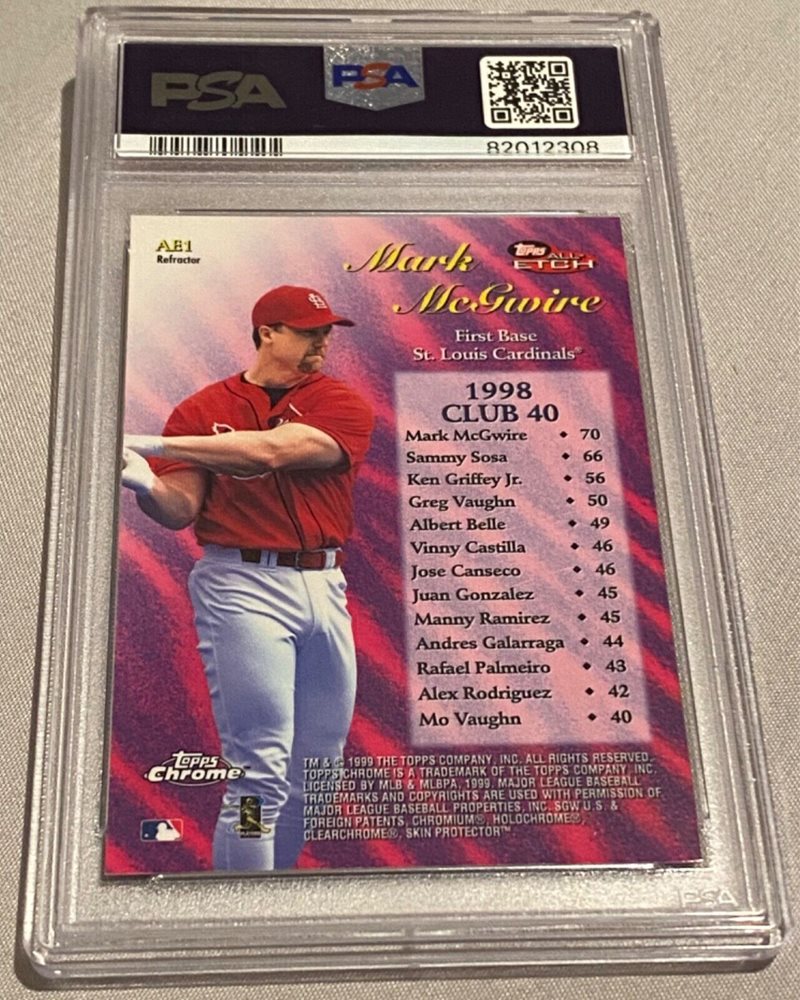 PSA
PSA
82012308
AE1
Refractor
Mark
McGwire
Topps
ALL-
ETCH
First Base
St. Louis Cardinals®
1998
CLUB 40
Mark McGwire ♦ 70
Sammy Sosa ♦ 66
Ken Griffey Jr. ♦ 56
Greg Vaughn ♦ 50
Albert Belle ♦ 49
Vinny Castilla ♦ 46
Jose Canseco ♦ 46
Juan Gonzalez ♦ 45
Manny Ramirez ♦ 45
Andres Galarraga ♦ 44
Rafael Palmeiro ♦ 43
Alex Rodriguez ♦ 42
Mo Vaughn ♦ 40
Topps
Chrome™
TM & © 1999 THE TOPPS COMPANY, INC. ALL RIGHTS RESERVED.
TOPPS CHROME IS A TRADEMARK OF THE TOPPS COMPANY, INC.
LICENSED BY MLB & MLBPA, 1999. MAJOR LEAGUE BASEBALL
TRADEMARKS AND COPYRIGHTS ARE USED WITH PERMISSION OF
MAJOR LEAGUE BASEBALL PROPERTIES, INC. SGW U.S. &
FOREIGN PATENTS, CHROMIUM®, HOLOCHROME®,
CLEARCHROME®, SKIN PROTECTOR™
PSA